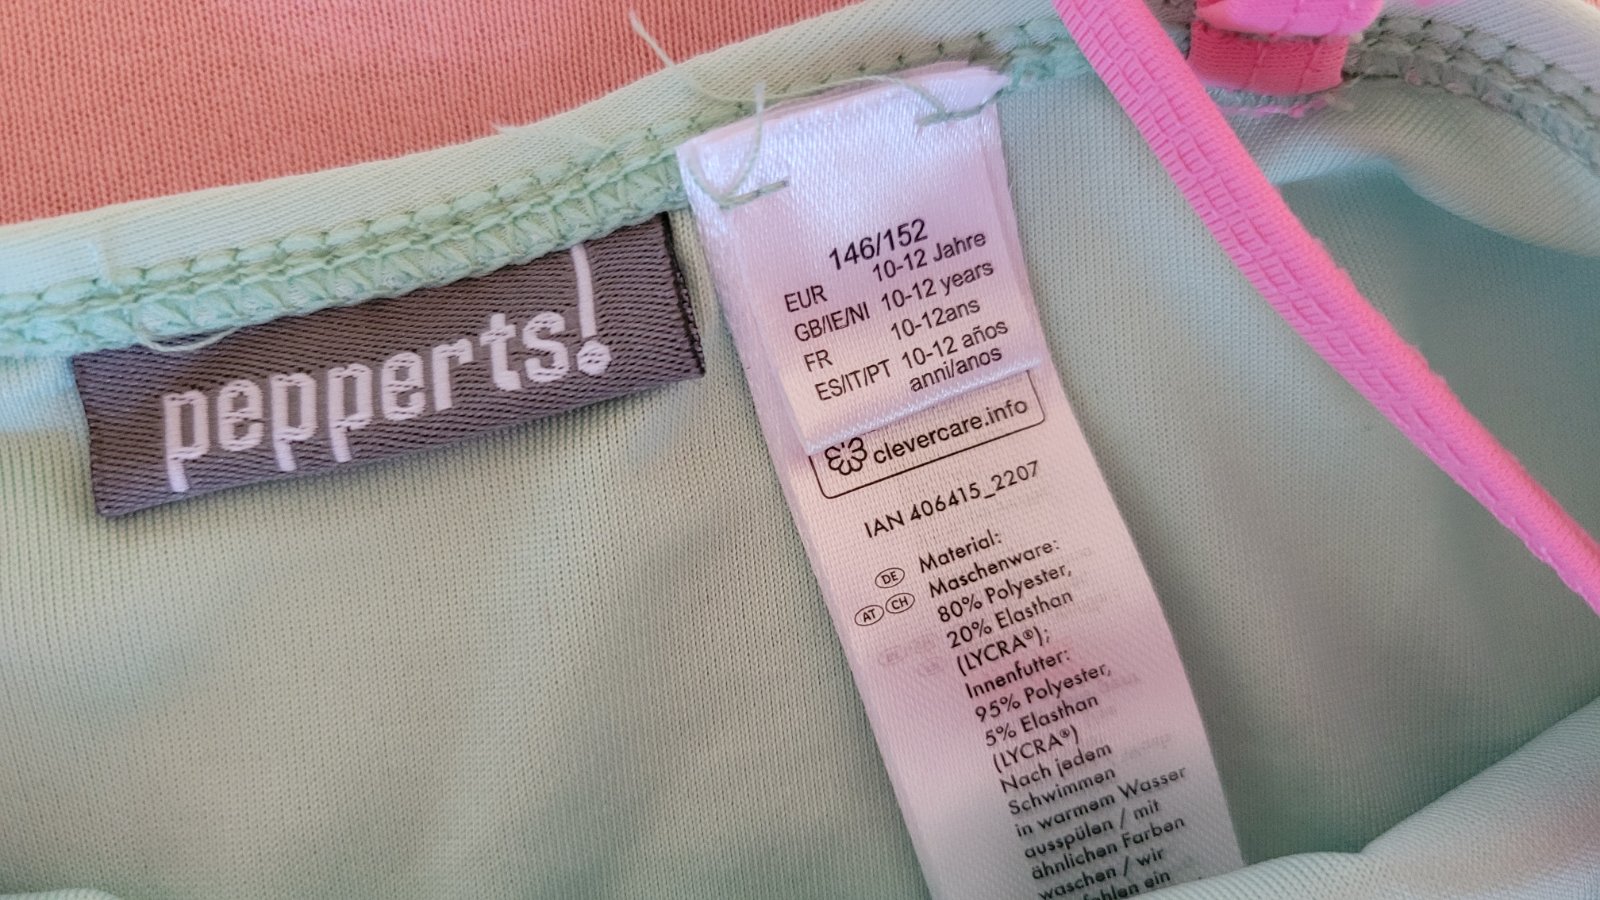 pepperts!
146/152
EUR 10-12 Jahre
GB/IE/NI 10-12 years
FR 10-12ans
ES/IT/PT 10-12 años
anni/anos
clevercare.info
IAN 406415_2207
DE Material:
AT CH Maschenware:
80% Polyester,
20% Elasthan
(LYCRA®);
Innenfutter:
95% Polyester,
5% Elasthan
(LYCRA®)
Nach jedem
Schwimmen
in warmem Wasser
ausspülen / mit
ähnlichen Farben
waschen / wir
ein